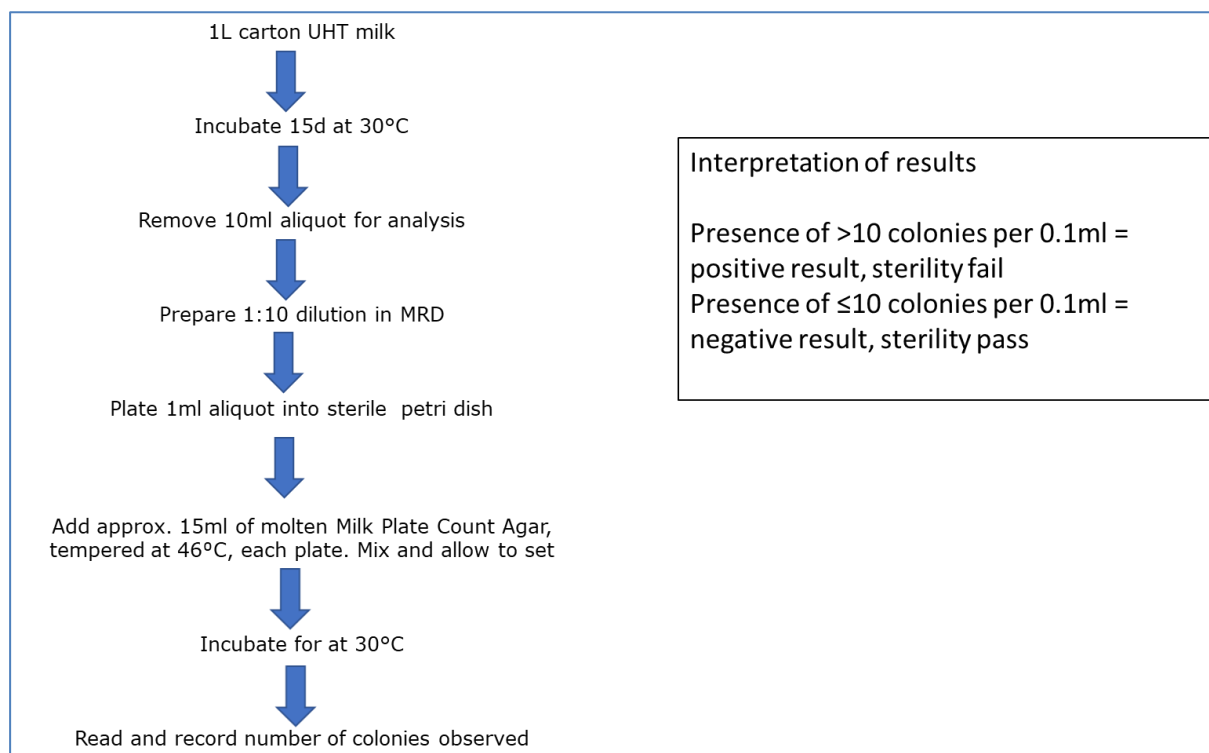 1L carton UHT milk
Incubate 15d at 30°C
Remove 10ml aliquot for analysis
Prepare 1:10 dilution in MRD
Plate 1ml aliquot into sterile  petri dish
Add approx. 15ml of molten Milk Plate Count Agar,
tempered at 46ºC, each plate. Mix and allow to set
Incubate for at 30°C
Read and record number of colonies observed
Interpretation of results
Presence of >10 colonies per 0.1ml =
positive result, sterility fail
Presence of ≤10 colonies per 0.1ml =
negative result, sterility pass